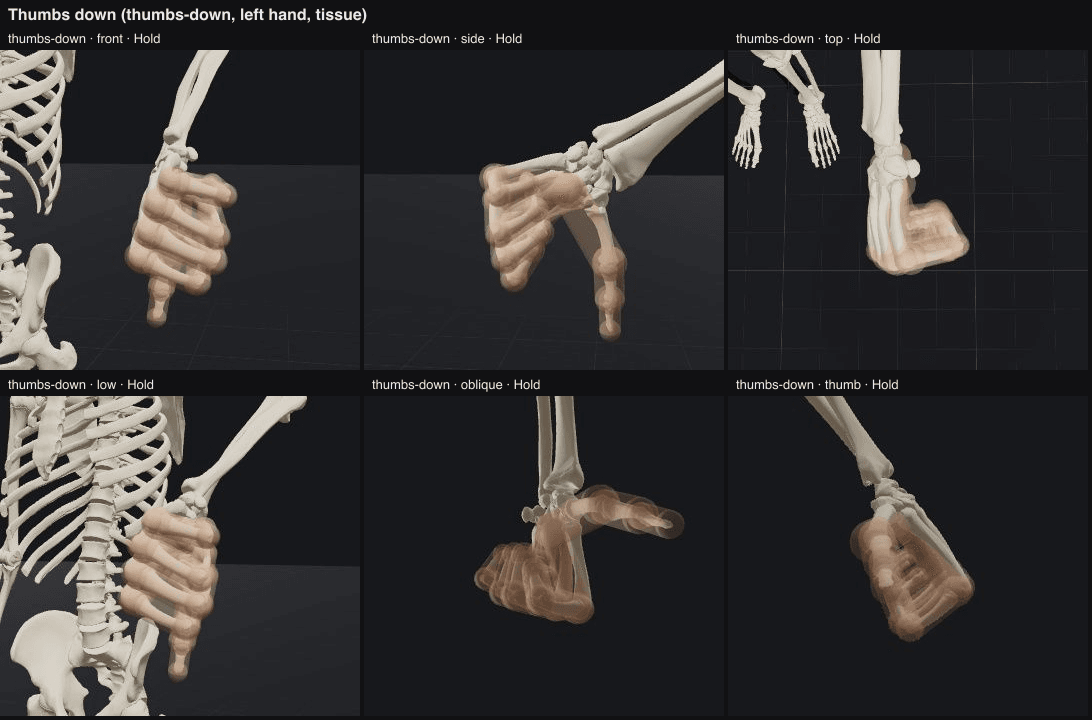 Thumbs down (thumbs-down, left hand, tissue)
thumbs-down · front · Hold
thumbs-down · side · Hold
thumbs-down · top · Hold
thumbs-down · low · Hold
thumbs-down · oblique · Hold
thumbs-down · thumb · Hold